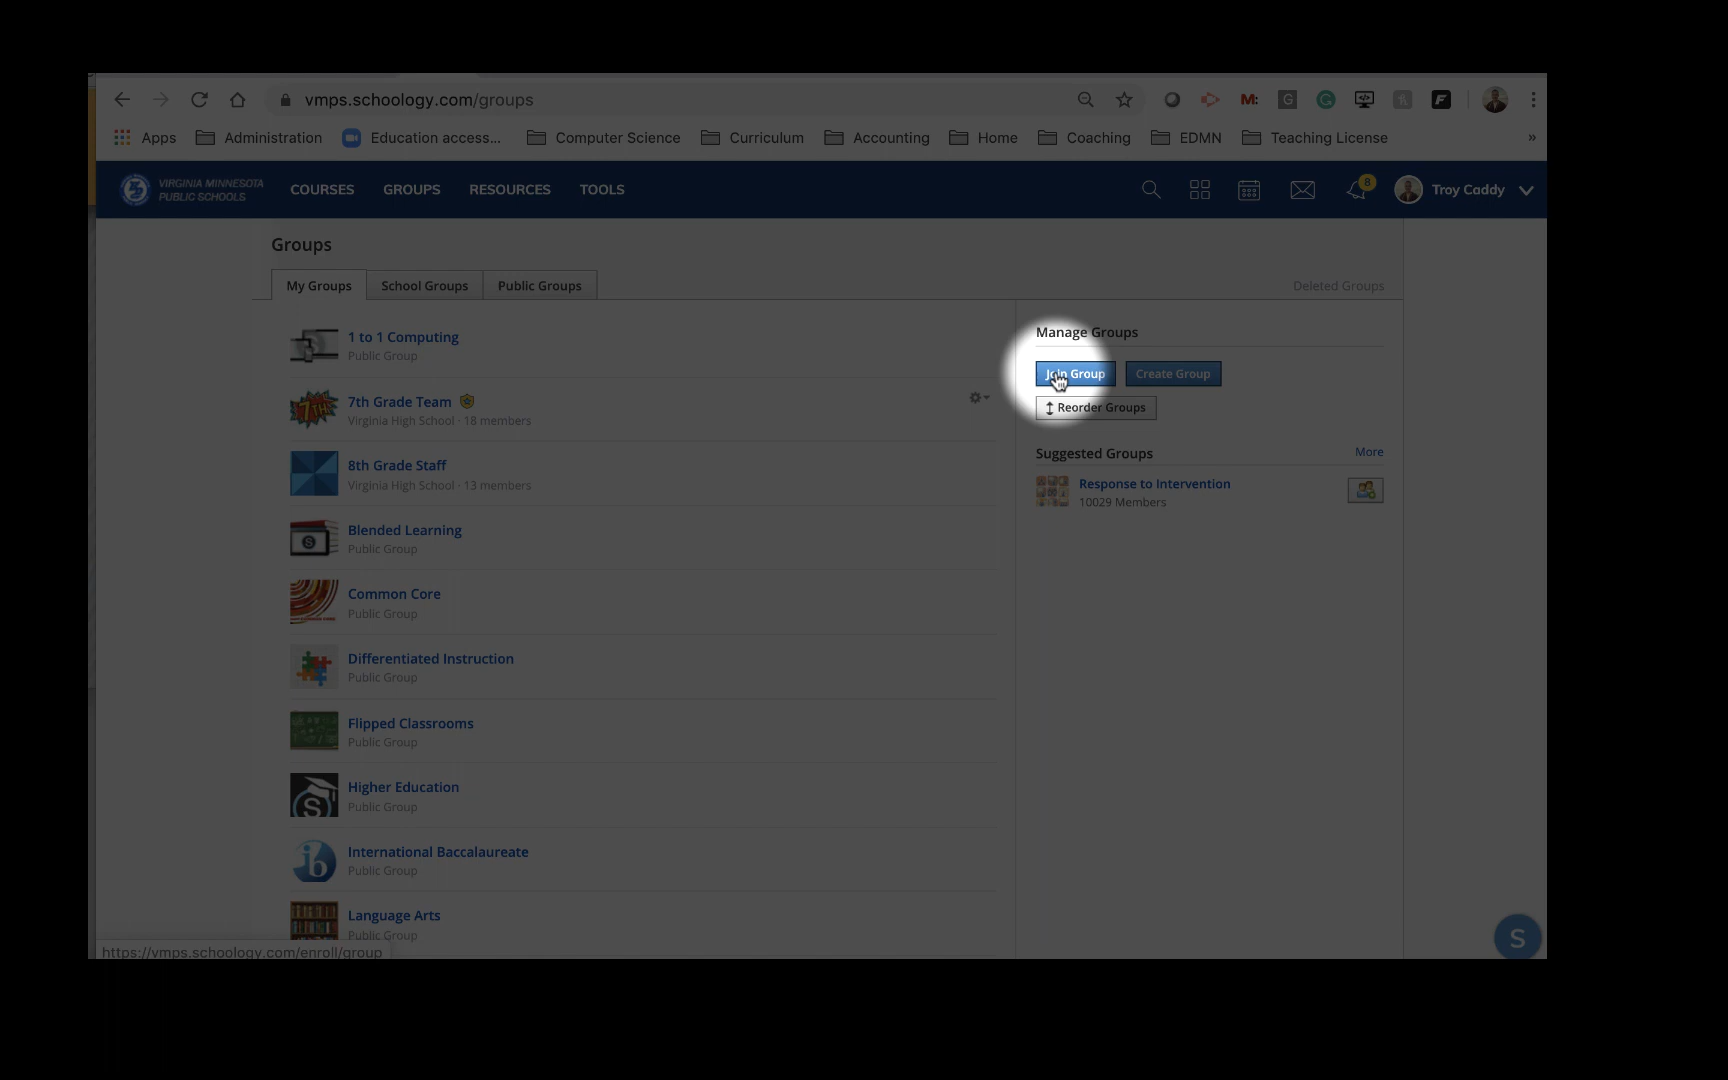 vmps.schoology.com/groups
M:
G
G
F
Apps
Administration
Education access...
Computer Science
Curriculum
Accounting
Home
Coaching
EDMN
Teaching License
»
VIRGINIA MINNESOTA
PUBLIC SCHOOLS
COURSES
GROUPS
RESOURCES
TOOLS
8
Troy Caddy
Groups
My Groups
School Groups
Public Groups
Deleted Groups
1 to 1 Computing
Public Group
7TH
7th Grade Team
Virginia High School · 18 members
8th Grade Staff
Virginia High School · 13 members
S
Blended Learning
Public Group
Common Core
Public Group
Differentiated Instruction
Public Group
Flipped Classrooms
Public Group
S
Higher Education
Public Group
ib
International Baccalaureate
Public Group
Language Arts
Public Group
Manage Groups
Join Group
Create Group
Reorder Groups
Suggested Groups
More
Response to Intervention
10029 Members
S
https://vmps.schoology.com/enroll/group